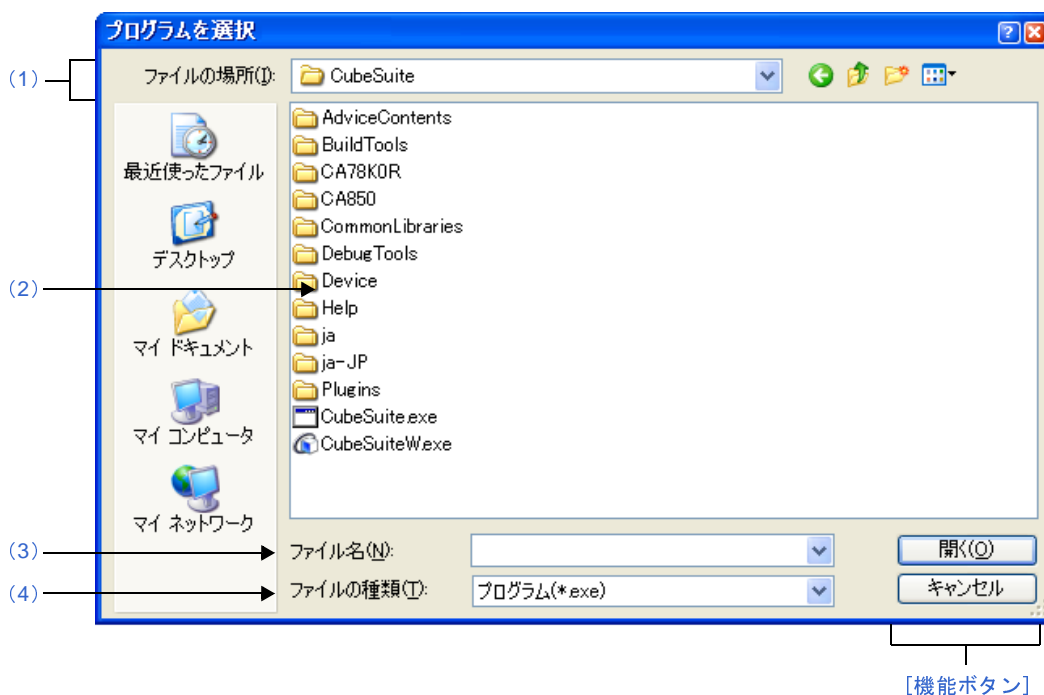 プログラムを選択
(1)
ファイルの場所(I):
CubeSuite
最近使ったファイル
デスクトップ
マイ ドキュメント
マイ コンピュータ
マイ ネットワーク
(2)
AdviceContents
BuildTools
CA78K0R
CA850
CommonLibraries
DebugTools
Device
Help
ja
ja-JP
Plugins
CubeSuite.exe
CubeSuiteW.exe
(3)
ファイル名(N):
開く(O)
(4)
ファイルの種類(T):
プログラム(*.exe)
キャンセル
[機能ボタン]